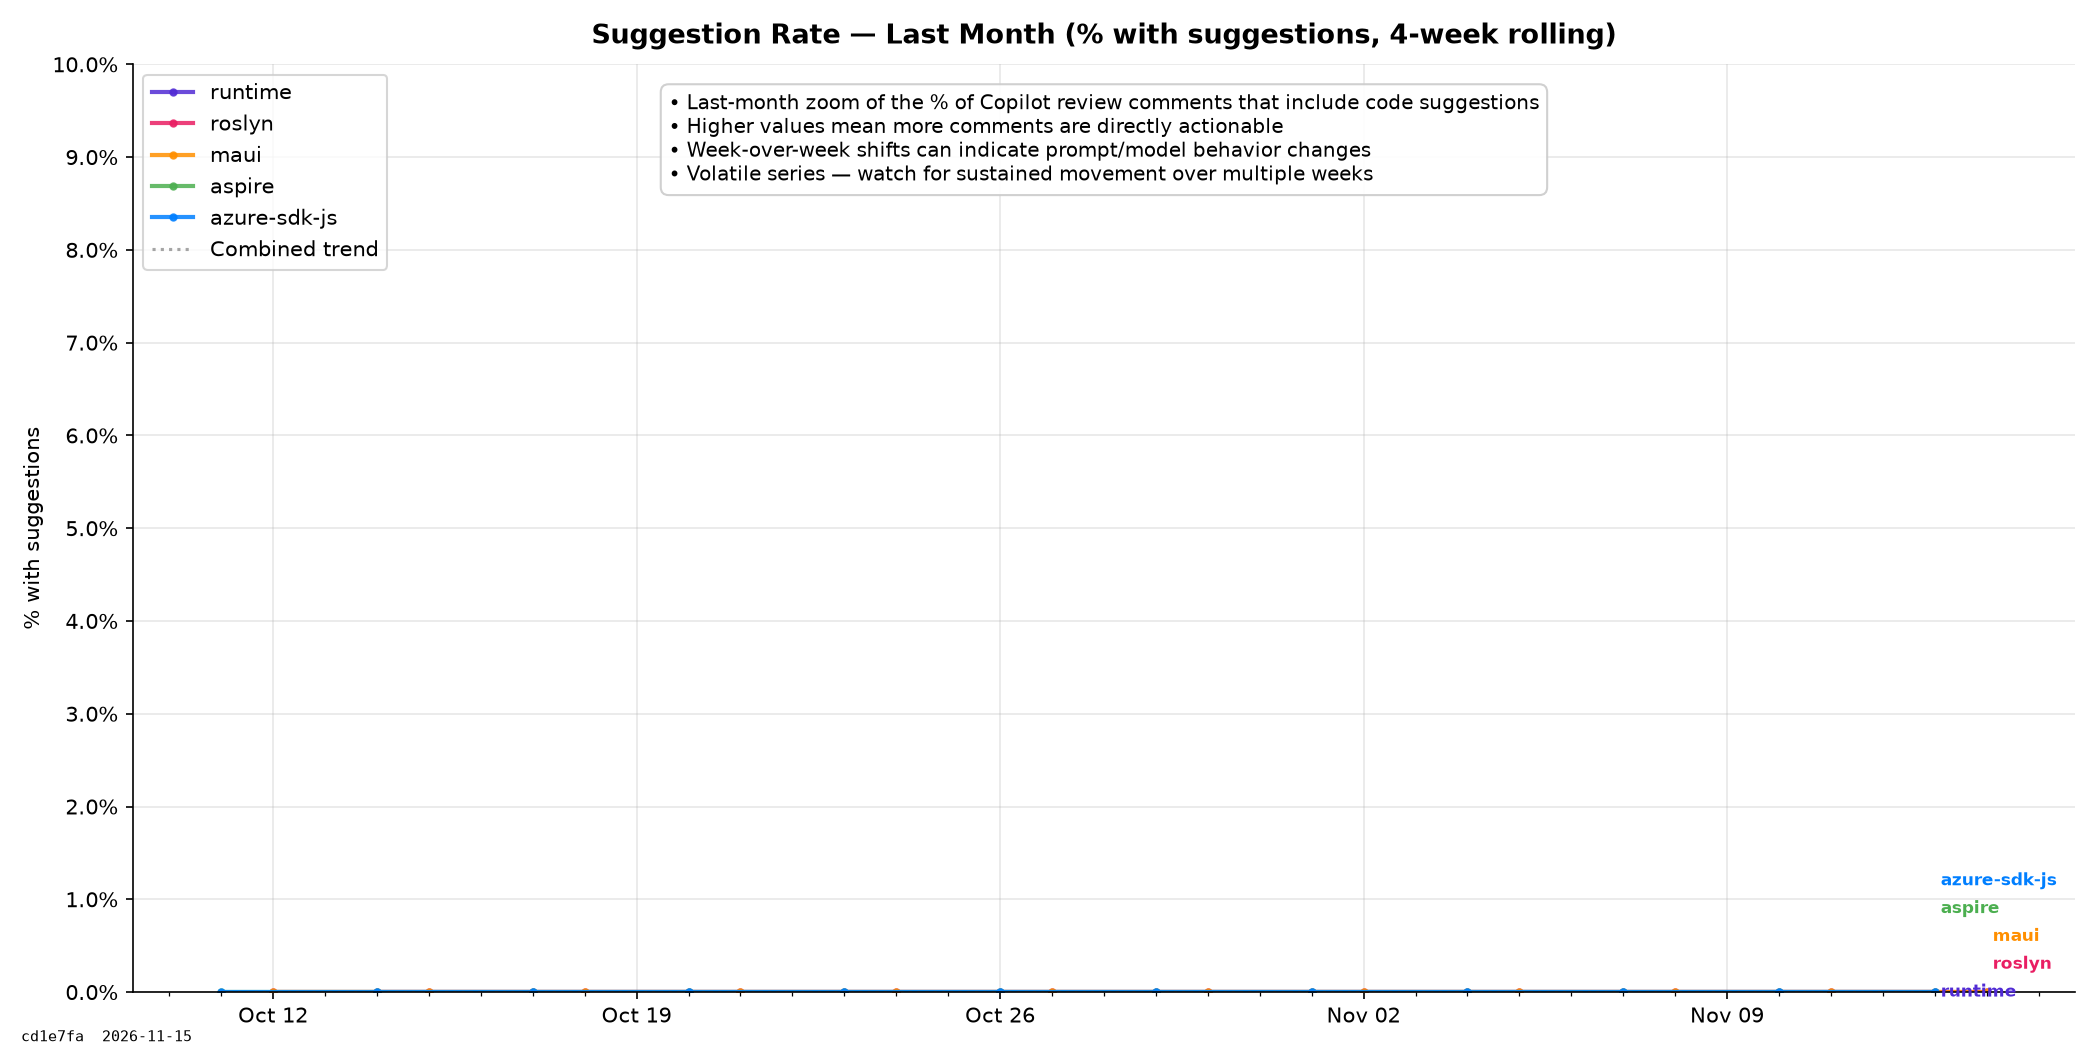 Suggestion Rate — Last Month (% with suggestions, 4-week rolling)
10.0%
9.0%
8.0%
7.0%
6.0%
5.0%
4.0%
3.0%
2.0%
1.0%
0.0%
% with suggestions
runtime
roslyn
maui
aspire
azure-sdk-js
Combined trend
• Last-month zoom of the % of Copilot review comments that include code suggestions
• Higher values mean more comments are directly actionable
• Week-over-week shifts can indicate prompt/model behavior changes
• Volatile series — watch for sustained movement over multiple weeks
azure-sdk-js
aspire
maui
roslyn
runtime
Oct 12
Oct 19
Oct 26
Nov 02
Nov 09
cd1e7fa  2026-11-15